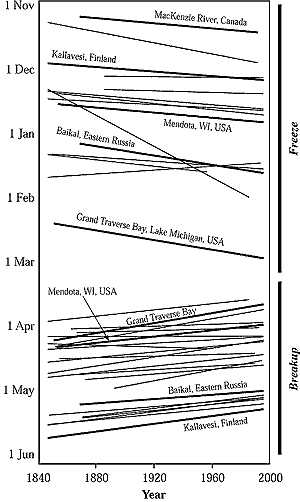 1 Nov
MacKenzie River, Canada
Kallavesi, Finland
1 Dec
Mendota, WI, USA
1 Jan
Baikal, Eastern Russia
1 Feb
Grand Traverse Bay, Lake Michigan, USA
1 Mar
Freeze
Mendota, WI, USA
Grand Traverse Bay
1 Apr
Baikal, Eastern Russia
1 May
Kallavesi, Finland
1 Jun
Breakup
1840 1880 1920 1960 2000
Year